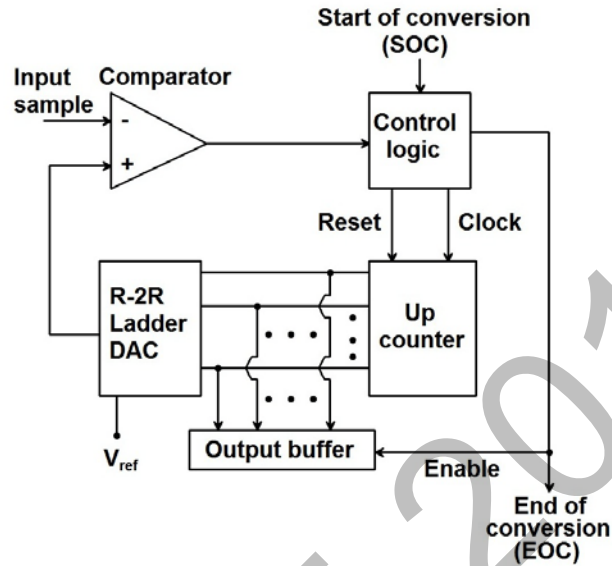 Start of conversion
(SOC)
Input
sample
Comparator
-
+
Control
logic
Reset
Clock
R-2R
Ladder
DAC
Up
counter
V_ref
Output buffer
Enable
End of
conversion
(EOC)